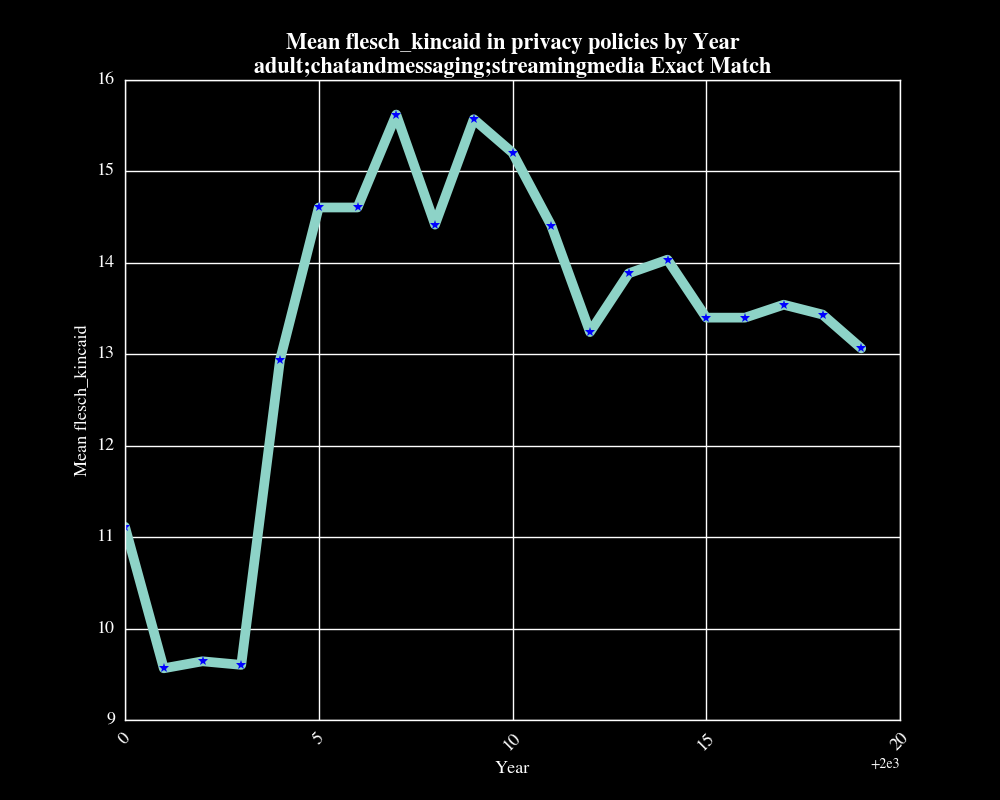 Mean flesch_kincaid in privacy policies by Year
adult;chatandmessaging;streamingmedia Exact Match
16
15
14
13
12
11
10
9
Mean flesch_kincaid
0
5
10
15
20
+2e3
Year